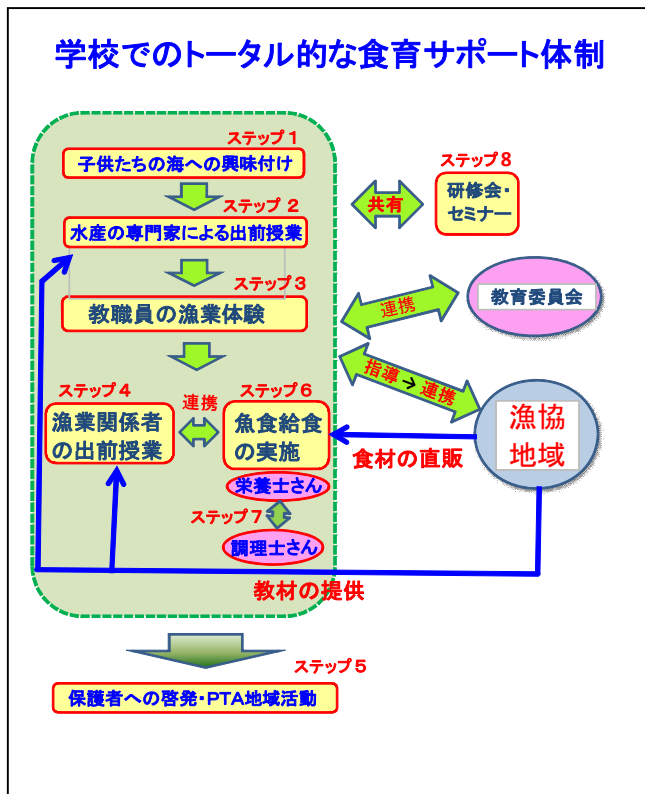 学校でのトータル的な食育サポート体制
ステップ1
子供たちの海への興味付け
ステップ 2
水産の専門家による出前授業
ステップ3
教職員の漁業体験
ステップ4
漁業関係者
の出前授業
連携
ステップ6
魚食給食
の実施
栄養士さん
ステップ7
調理士さん
共有
ステップ8
研修会・
セミナー
連携
教育委員会
指導→連携
漁協
地域
食材の直販
教材の提供
ステップ5
保護者への啓発・PTA地域活動